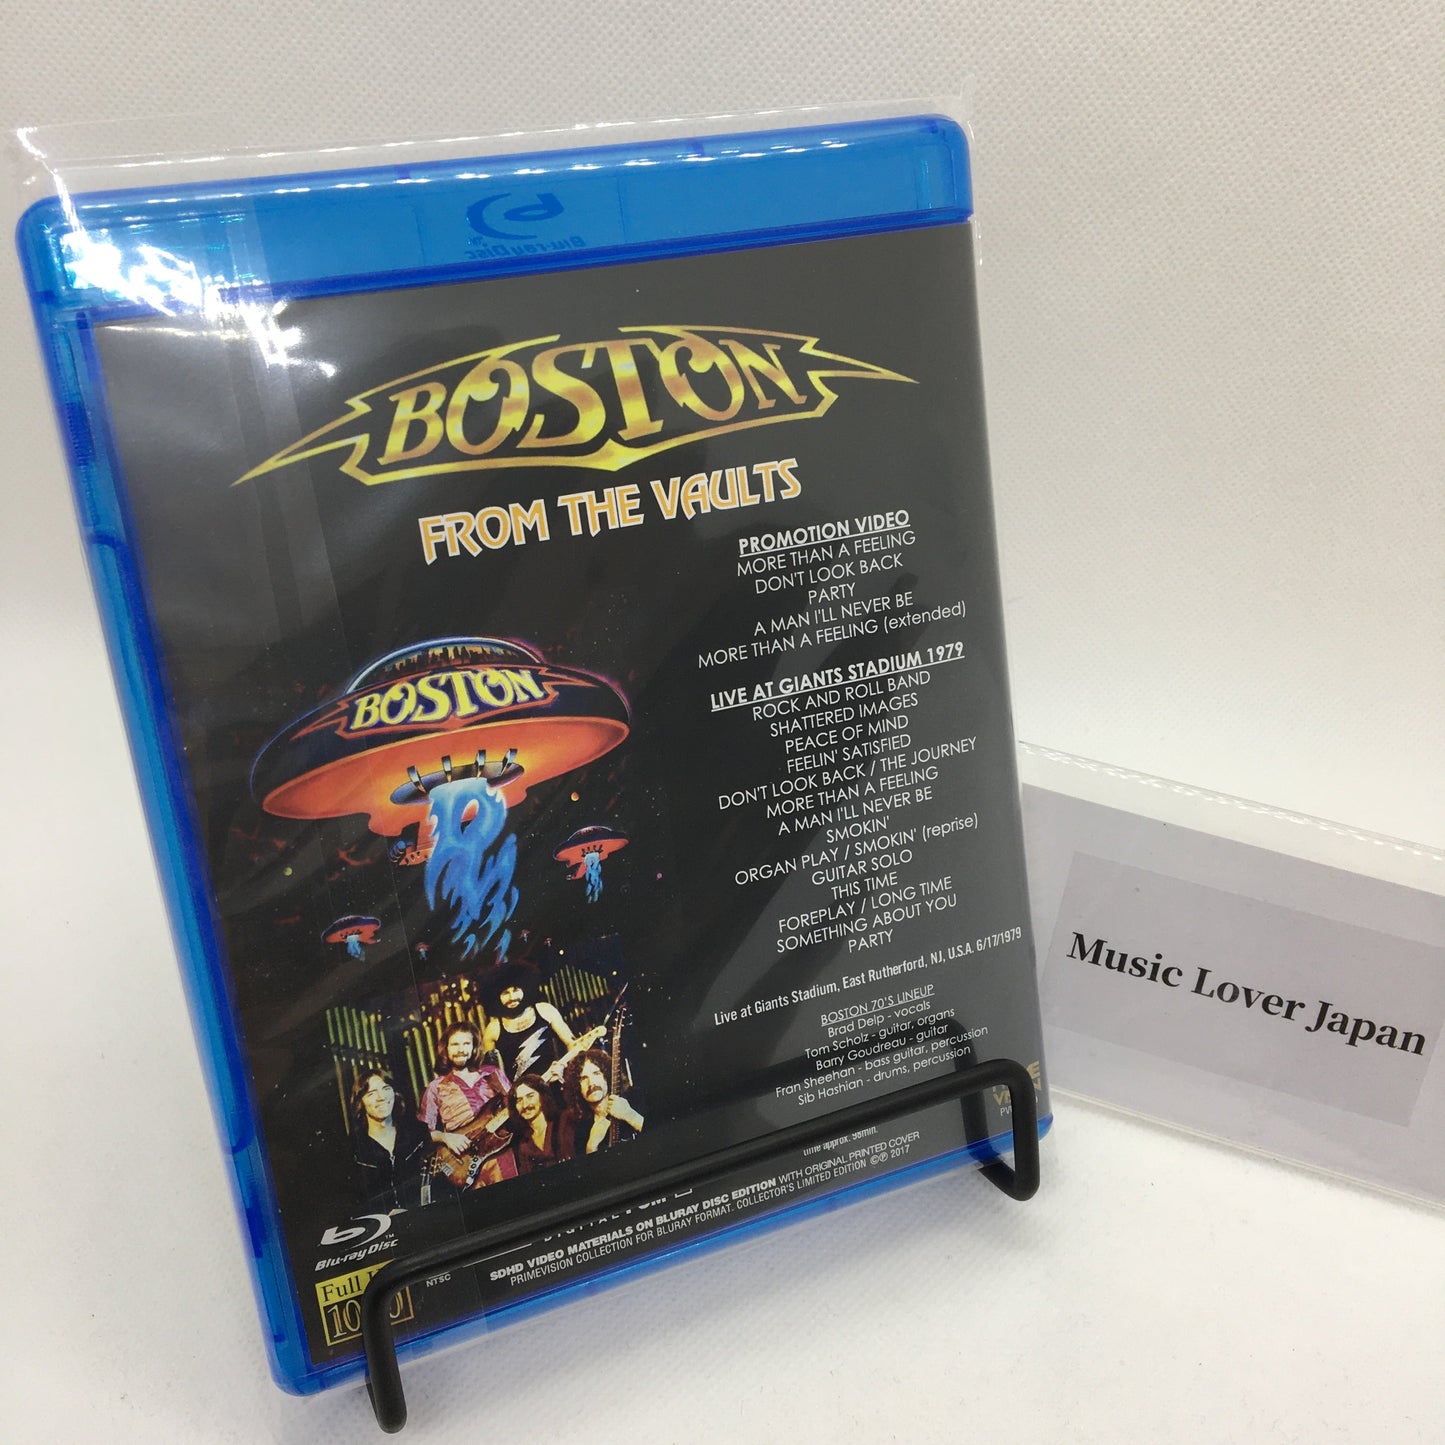 BOSTON
FROM THE VAULTS
PROMOTION VIDEO
MORE THAN A FEELING
DON'T LOOK BACK
PARTY
A MAN I'LL NEVER BE
MORE THAN A FEELING (extended)
LIVE AT GIANTS STADIUM 1979
ROCK AND ROLL BAND
SHATTERED IMAGES
PEACE OF MIND
FEELIN' SATISFIED
DON'T LOOK BACK / THE JOURNEY
MORE THAN A FEELING
A MAN I'LL NEVER BE
SMOKIN'
ORGAN PLAY / SMOKIN' (reprise)
GUITAR SOLO
THIS TIME
FOREPLAY / LONG TIME
SOMETHING ABOUT YOU
PARTY
Live at Giants Stadium, East Rutherford, NJ, U.S.A. 6/17/1979
BOSTON 70'S LINEUP
Brad Delp - vocals
Tom Scholz - guitar, organs
Barry Goudreau - guitar
Fran Sheehan - bass guitar, percussion
Sib Hashian - drums, percussion
BOSTON
time approx. 98min.
Blu-ray Disc
NTSC
SDHD VIDEO MATERIALS ON BLURAY DISC EDITION WITH ORIGINAL PRINTED COVER
PRIMEVISION COLLECTION FOR BLURAY FORMAT. COLLECTOR'S LIMITED EDITION ©℗ 2017
Full
Music Lover Japan